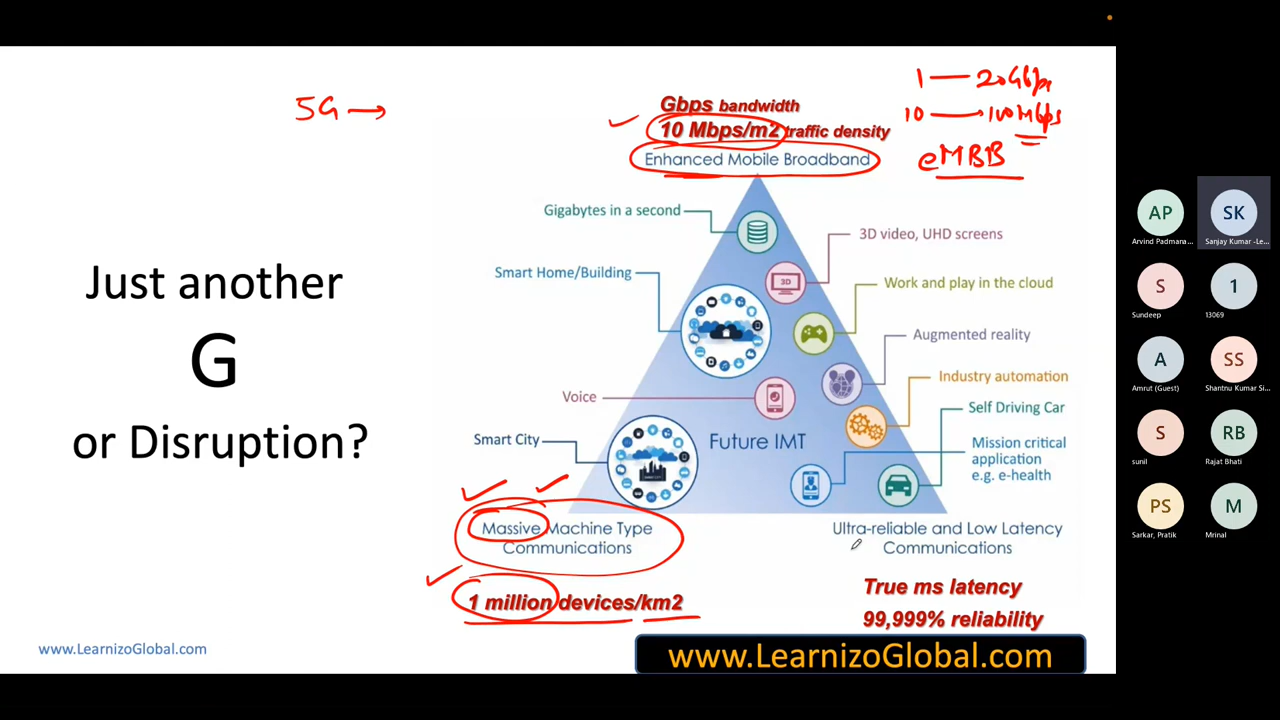 5G →
Gbps bandwidth
10 Mbps/m2 traffic density
Enhanced Mobile Broadband
1 — 20Gbps
10 → 100Mbps
eMBB
Just another
G
or Disruption?
Gigabytes in a second
Smart Home/Building
Voice
Smart City
3D
3D video, UHD screens
Work and play in the cloud
Augmented reality
Industry automation
Self Driving Car
Mission critical
application
e.g. e-health
Future IMT
Massive Machine Type
Communications
1 million devices/km2
Ultra-reliable and Low Latency
Communications
True ms latency
99,999% reliability
www.LearnizoGlobal.com
www.LearnizoGlobal.com
AP
Arvind Padmana...
SK
Sanjay Kumar -Le...
S
Sundeep
1
13069
A
Amrut (Guest)
SS
Shantnu Kumar Si...
S
sunil
RB
Rajat Bhati
PS
Sarkar, Pratik
M
Mrinal